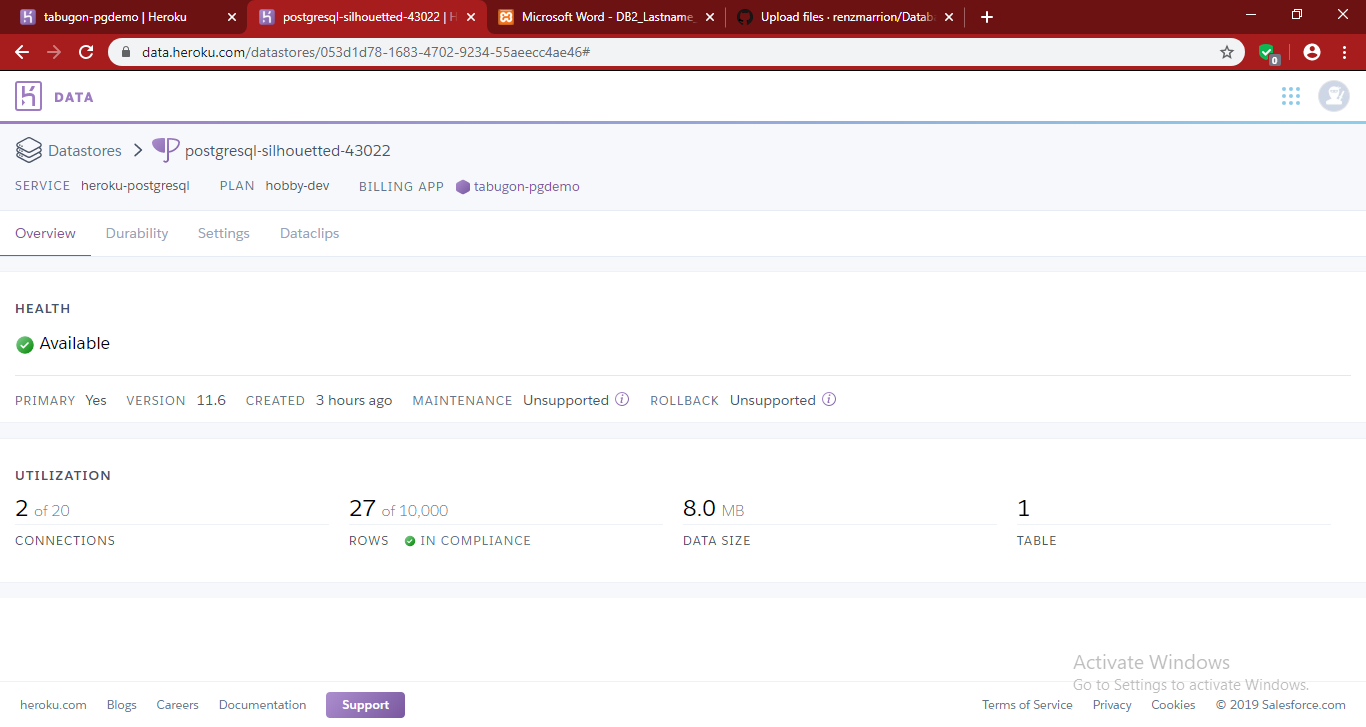 tabugon-pgdemo | Heroku
postgresql-silhouetted-43022 | H
Microsoft Word - DB2_Lastname_
Upload files · renzmarrion/Datab
data.heroku.com/datastores/053d1d78-1683-4702-9234-55aeecc4ae46#
0
DATA
Datastores > postgresql-silhouetted-43022
SERVICE heroku-postgresql PLAN hobby-dev BILLING APP tabugon-pgdemo
Overview Durability Settings Dataclips
HEALTH
Available
PRIMARY Yes VERSION 11.6 CREATED 3 hours ago MAINTENANCE Unsupported ROLLBACK Unsupported
UTILIZATION
2 of 20 27 of 10,000 8.0 MB 1
CONNECTIONS ROWS IN COMPLIANCE DATA SIZE TABLE
Activate Windows
Go to Settings to activate Windows.
heroku.com Blogs Careers Documentation Support Terms of Service Privacy Cookies © 2019 Salesforce.com